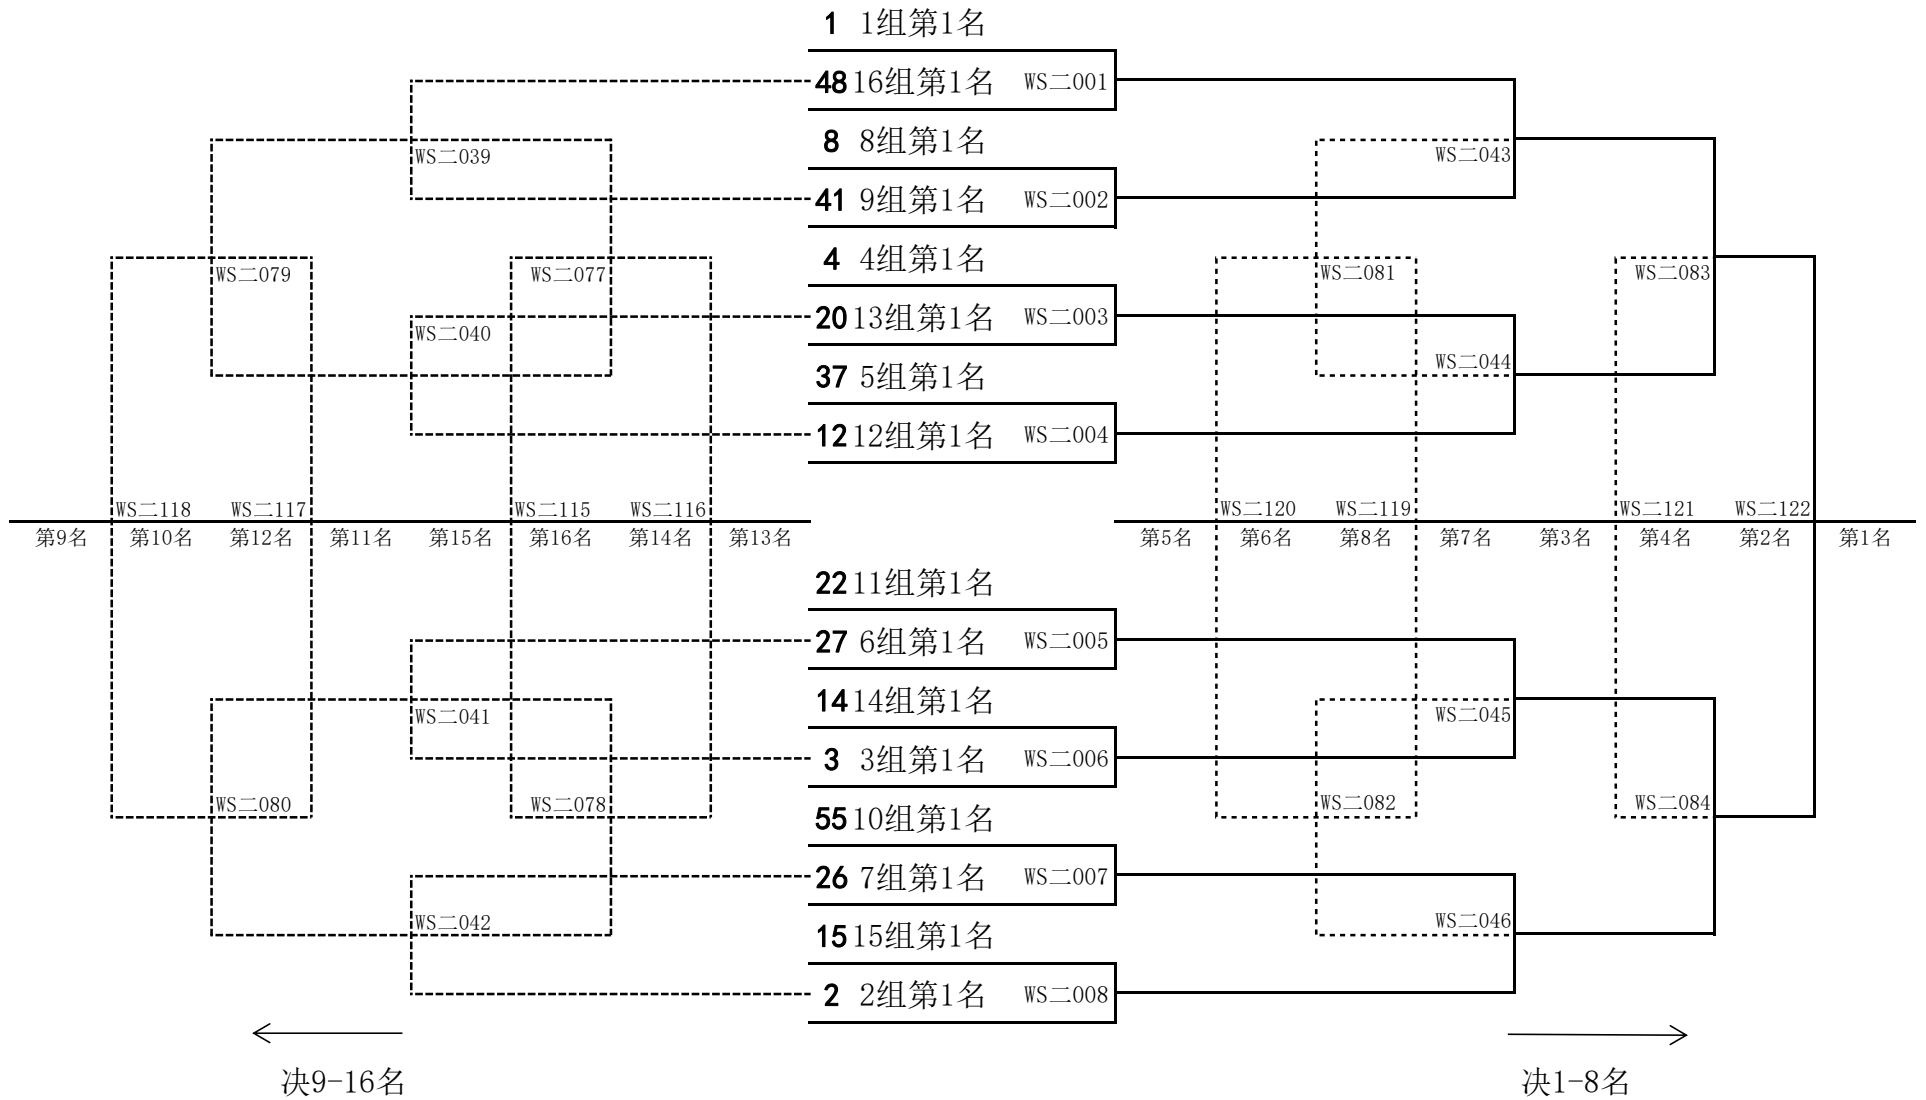 1 1组第1名
48 16组第1名 WS二001
WS二039
8 8组第1名
WS二043
41 9组第1名 WS二002
4 4组第1名
WS二079 WS二077
WS二081 WS二083
20 13组第1名 WS二003
WS二040
WS二044
37 5组第1名
12 12组第1名 WS二004
WS二118 WS二117 WS二115 WS二116
WS二120 WS二119 WS二121 WS二122
第9名 第10名 第12名 第11名 第15名 第16名 第14名 第13名
第5名 第6名 第8名 第7名 第3名 第4名 第2名 第1名
22 11组第1名
27 6组第1名 WS二005
14 14组第1名
WS二041
WS二045
3 3组第1名 WS二006
WS二080 WS二078
WS二082 WS二084
55 10组第1名
26 7组第1名 WS二007
WS二042
WS二046
15 15组第1名
2 2组第1名 WS二008
决9-16名
决1-8名